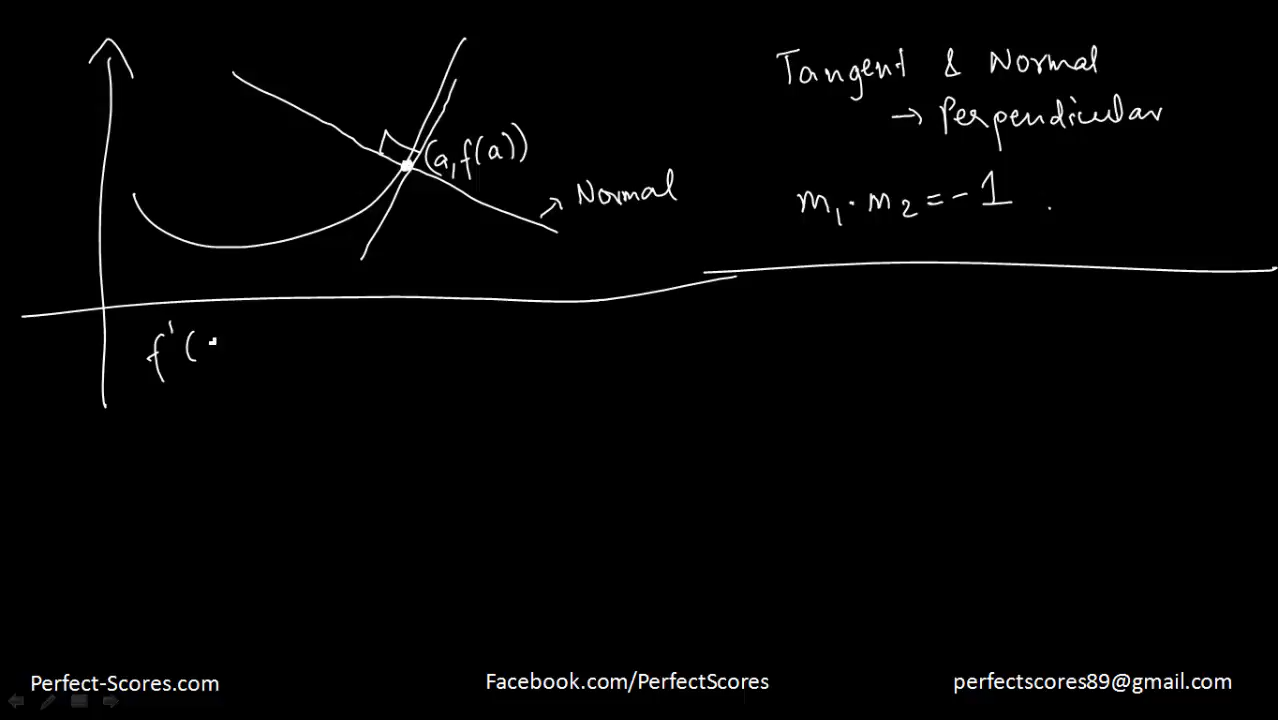 Tangent & Normal
→ Perpendicular
(a, f(a))
Normal
m₁ · m₂ = - 1 .
f'(
Perfect-Scores.com
Facebook.com/PerfectScores
perfectscores89@gmail.com